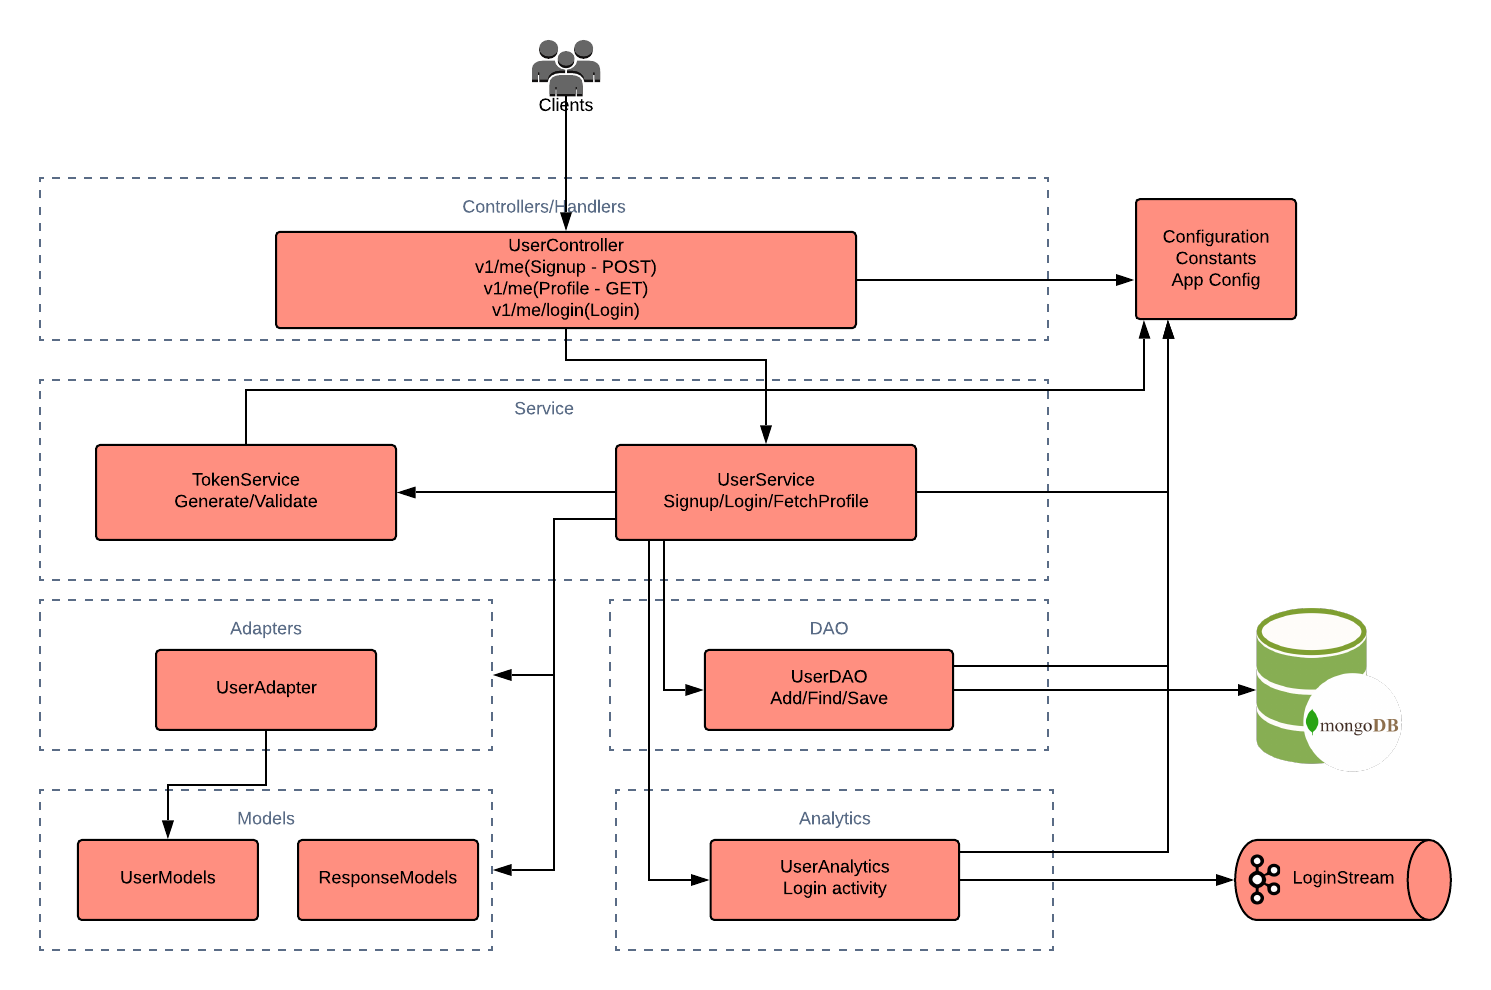 Clients
Controllers/Handlers
UserController
v1/me(Signup - POST)
v1/me(Profile - GET)
v1/me/login(Login)
Configuration
Constants
App Config
Service
TokenService
Generate/Validate
UserService
Signup/Login/FetchProfile
Adapters
UserAdapter
DAO
UserDAO
Add/Find/Save
mongoDB
Models
UserModels
ResponseModels
Analytics
UserAnalytics
Login activity
LoginStream